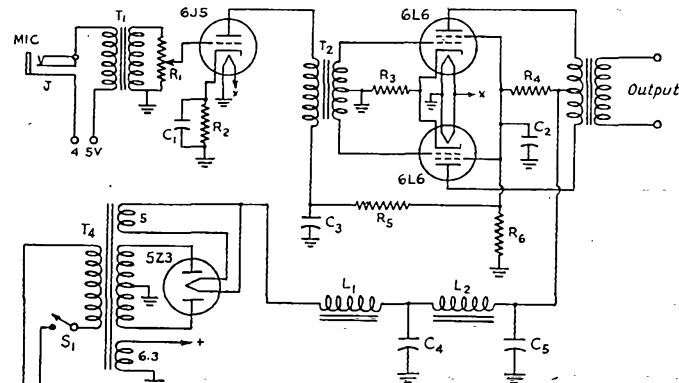 MIC
J
4 5V
T1
R1
6J5
x
C1
R2
T2
6L6
R3
x
6L6
R4
C2
Output
C3
R5
R6
T4
5
5Z3
6.3
+
S1
L1
L2
C4
C5